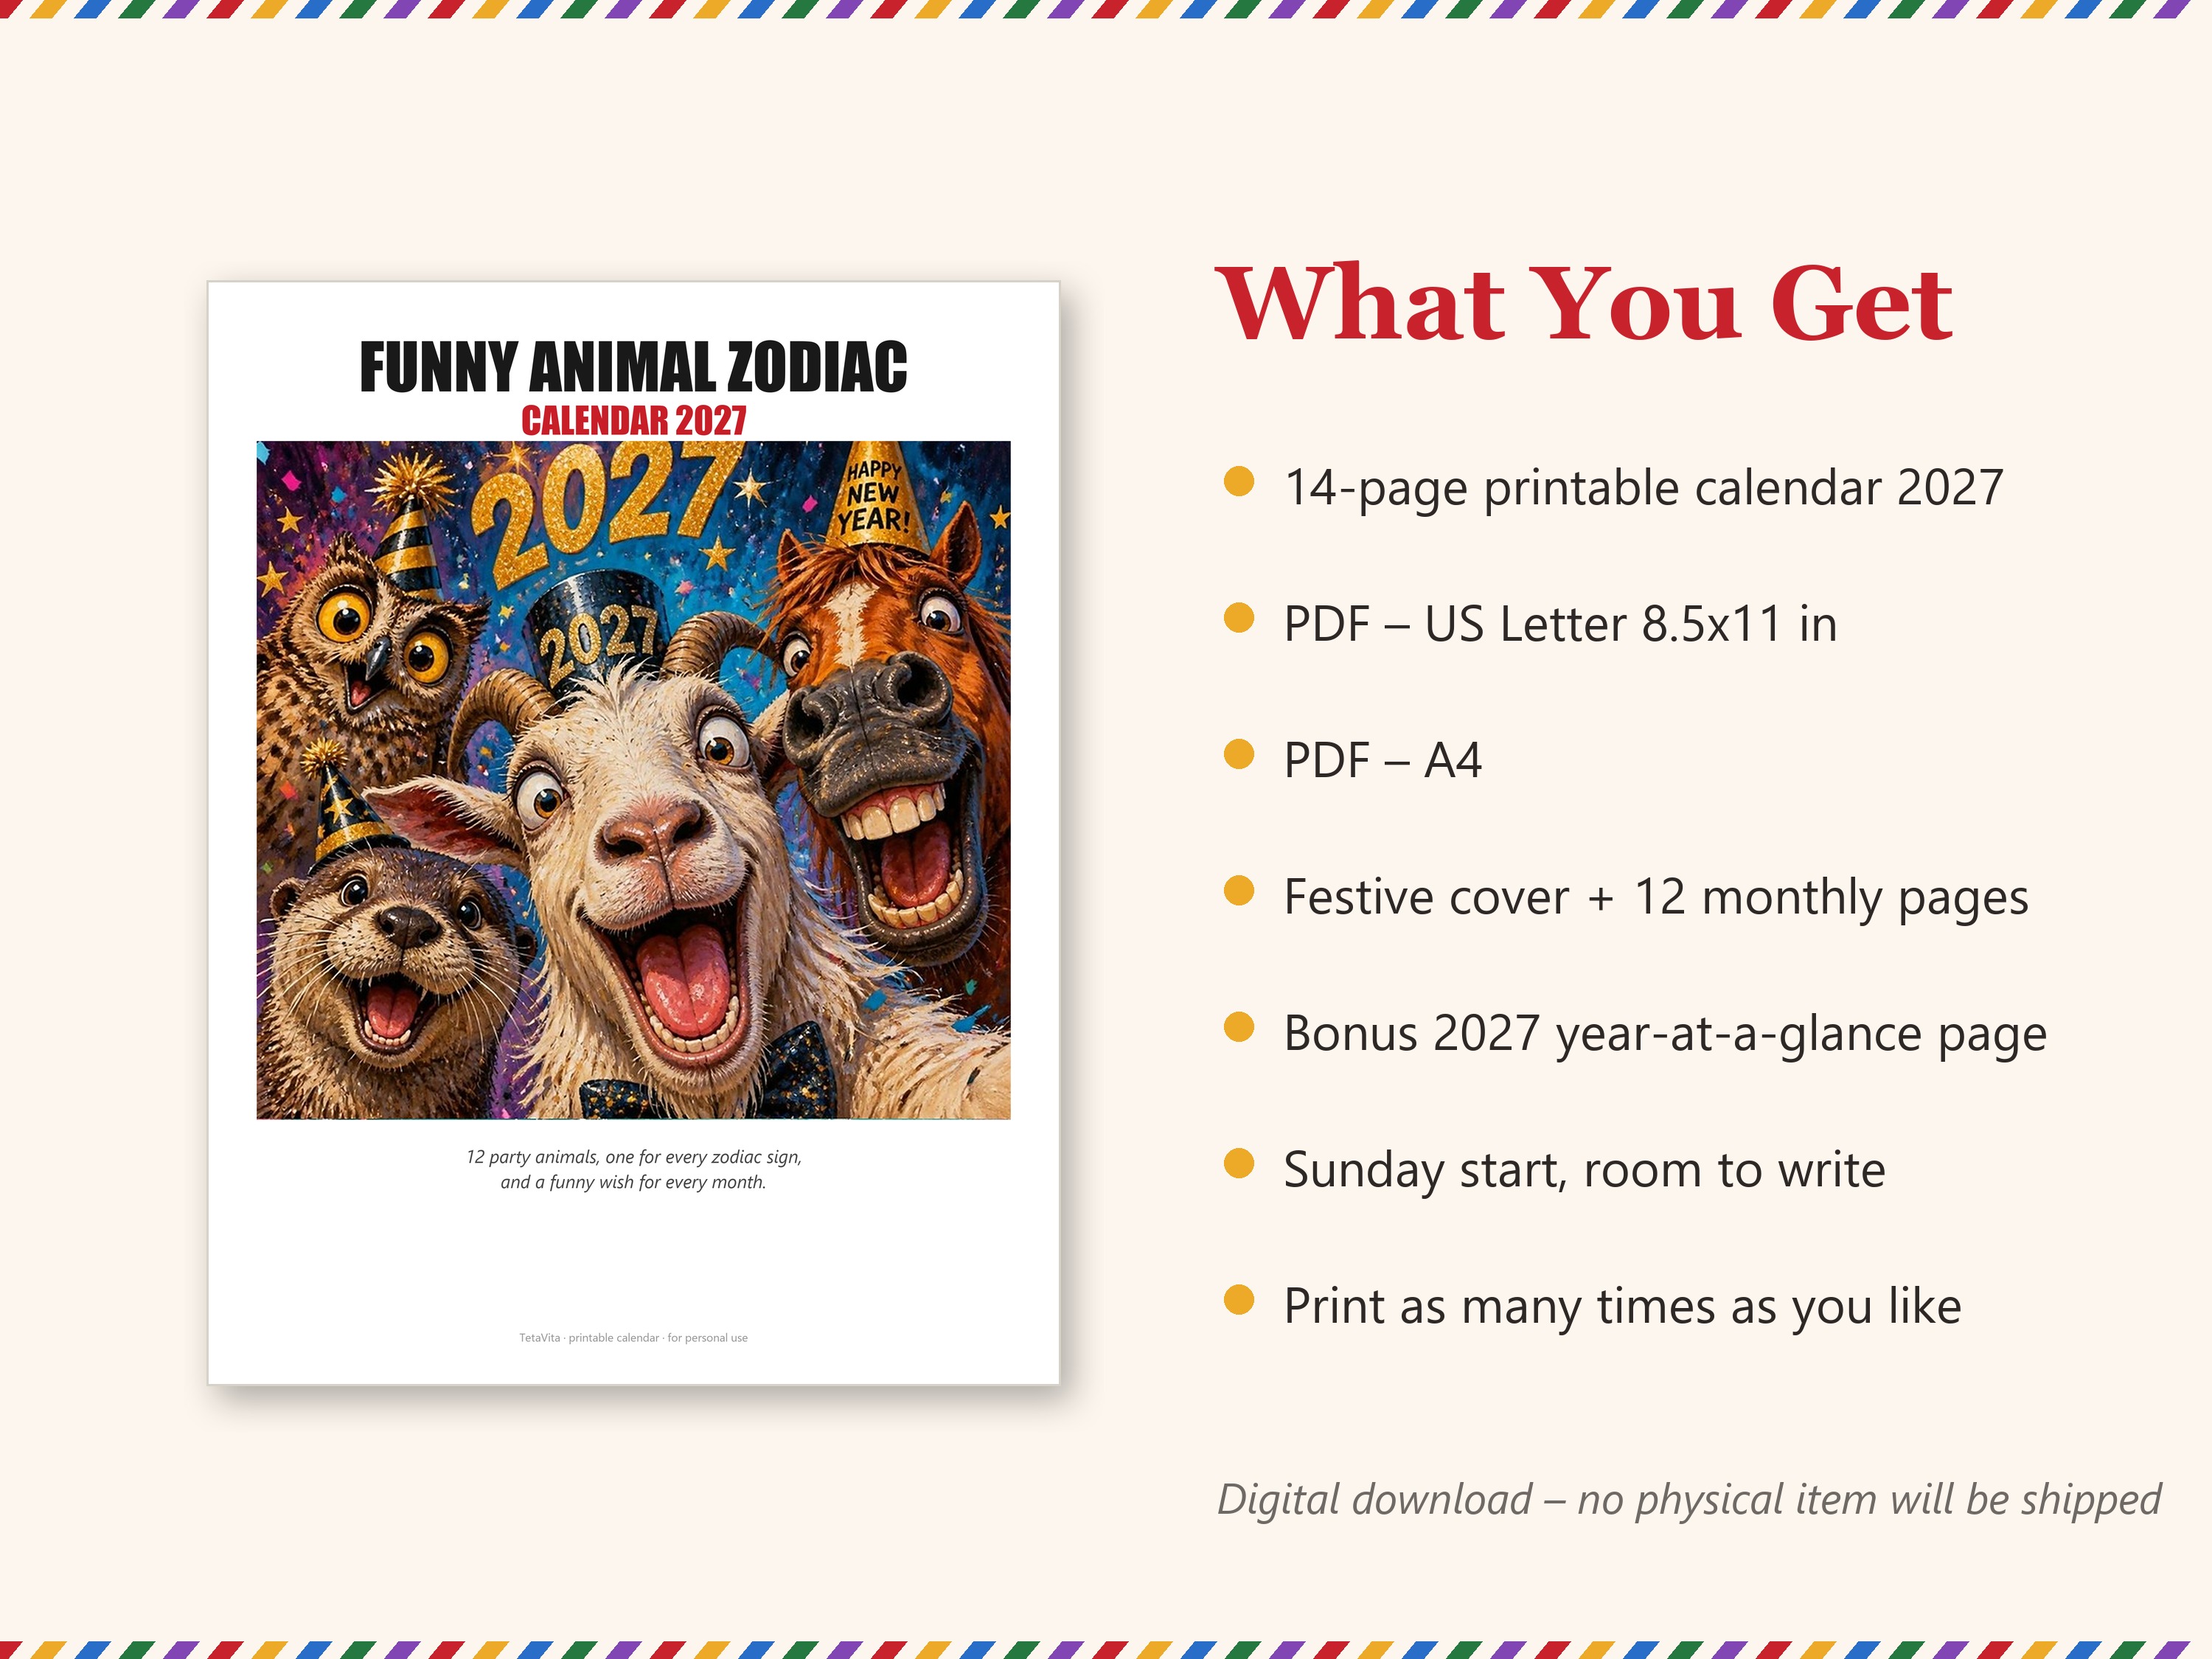 FUNNY ANIMAL ZODIAC
CALENDAR 2027
2027
HAPPY
NEW
YEAR!
2027
12 party animals, one for every zodiac sign,
and a funny wish for every month.
TetaVita · printable calendar · for personal use
What You Get
14-page printable calendar 2027
PDF – US Letter 8.5x11 in
PDF – A4
Festive cover + 12 monthly pages
Bonus 2027 year-at-a-glance page
Sunday start, room to write
Print as many times as you like
Digital download – no physical item will be shipped